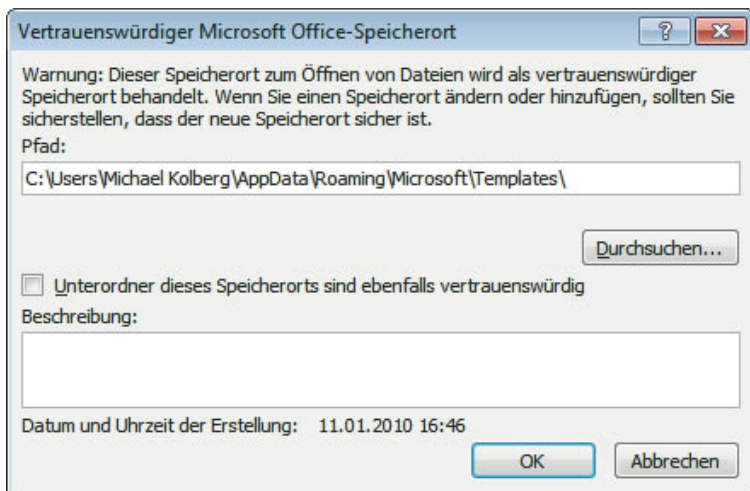 Vertrauenswürdiger Microsoft Office-Speicherort
Warnung: Dieser Speicherort zum Öffnen von Dateien wird als vertrauenswürdiger
Speicherort behandelt. Wenn Sie einen Speicherort ändern oder hinzufügen, sollten Sie
sicherstellen, dass der neue Speicherort sicher ist.
Pfad:
C:\Users\Michael Kolberg\AppData\Roaming\Microsoft\Templates\
Durchsuchen...
Unterordner dieses Speicherorts sind ebenfalls vertrauenswürdig
Beschreibung:
Datum und Uhrzeit der Erstellung: 11.01.2010 16:46
OK Abbrechen